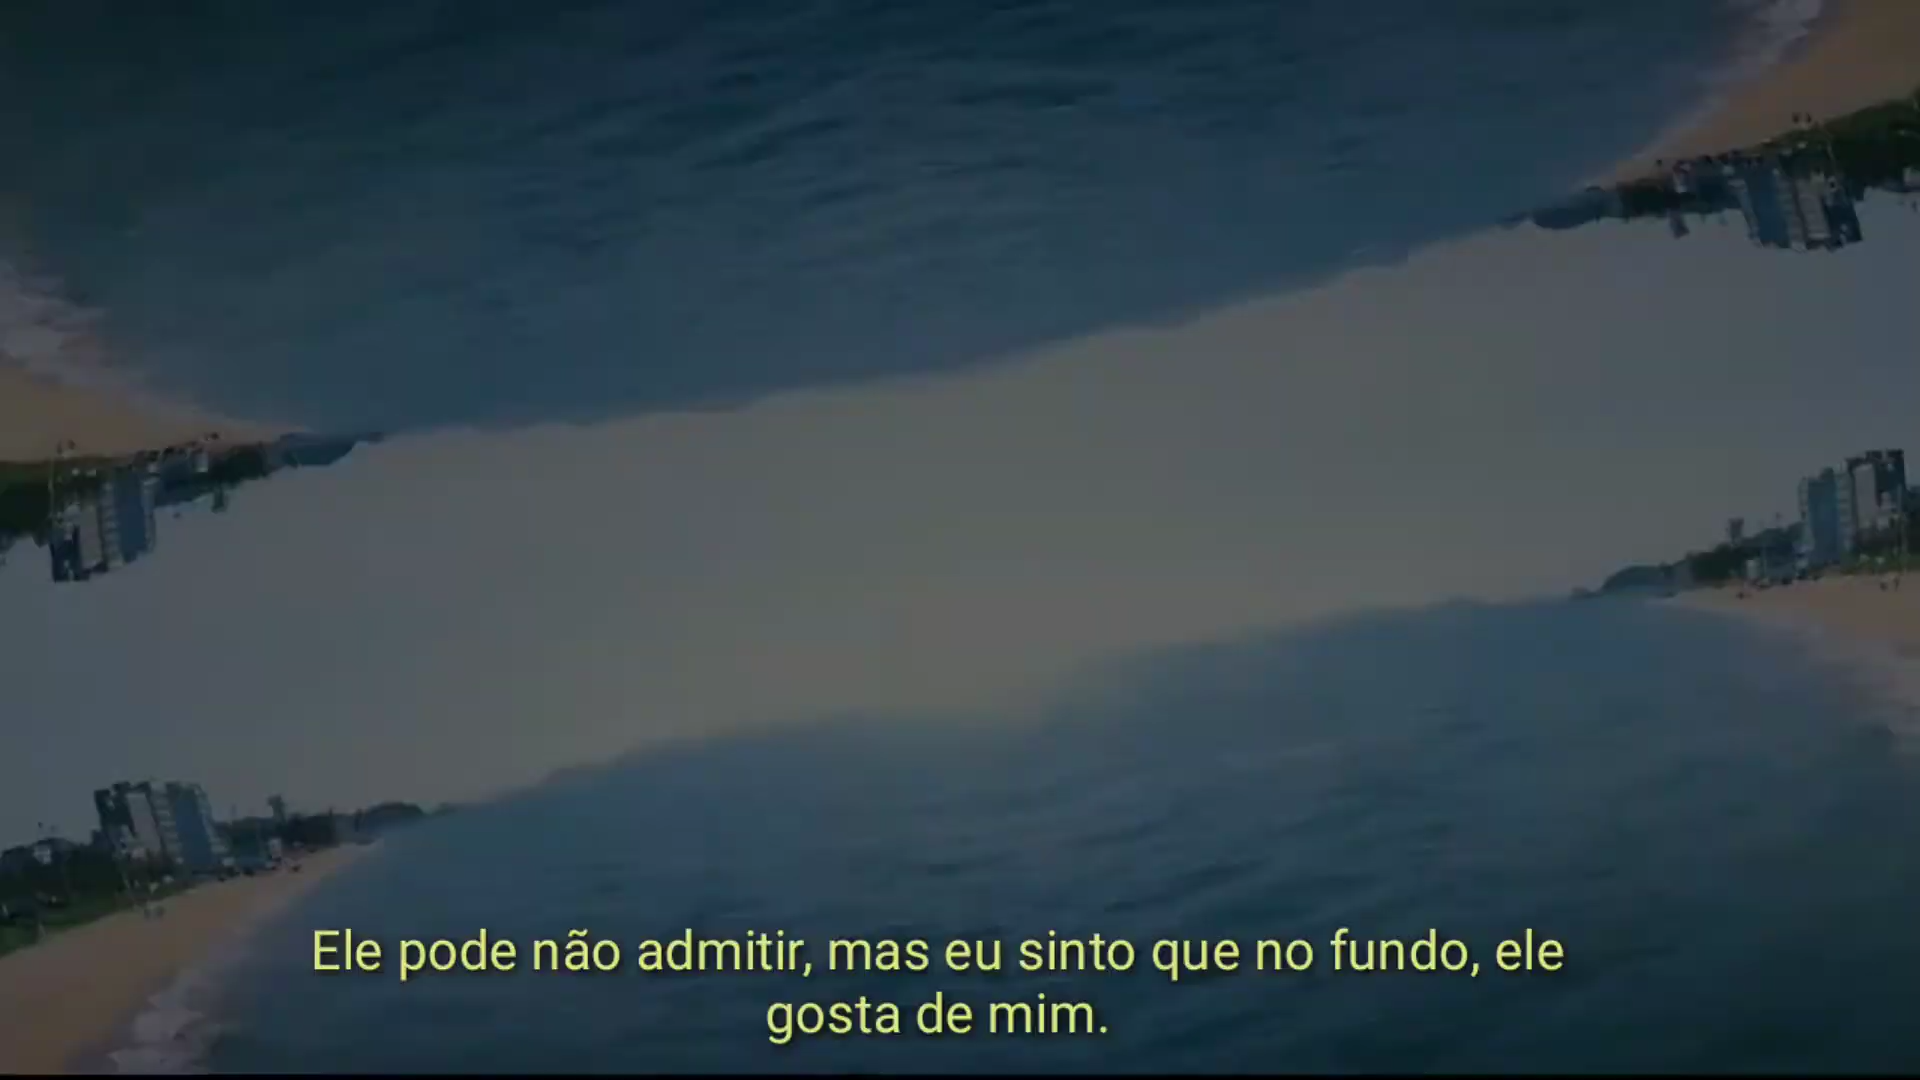 Ele pode não admitir, mas eu sinto que no fundo, ele
gosta de mim.